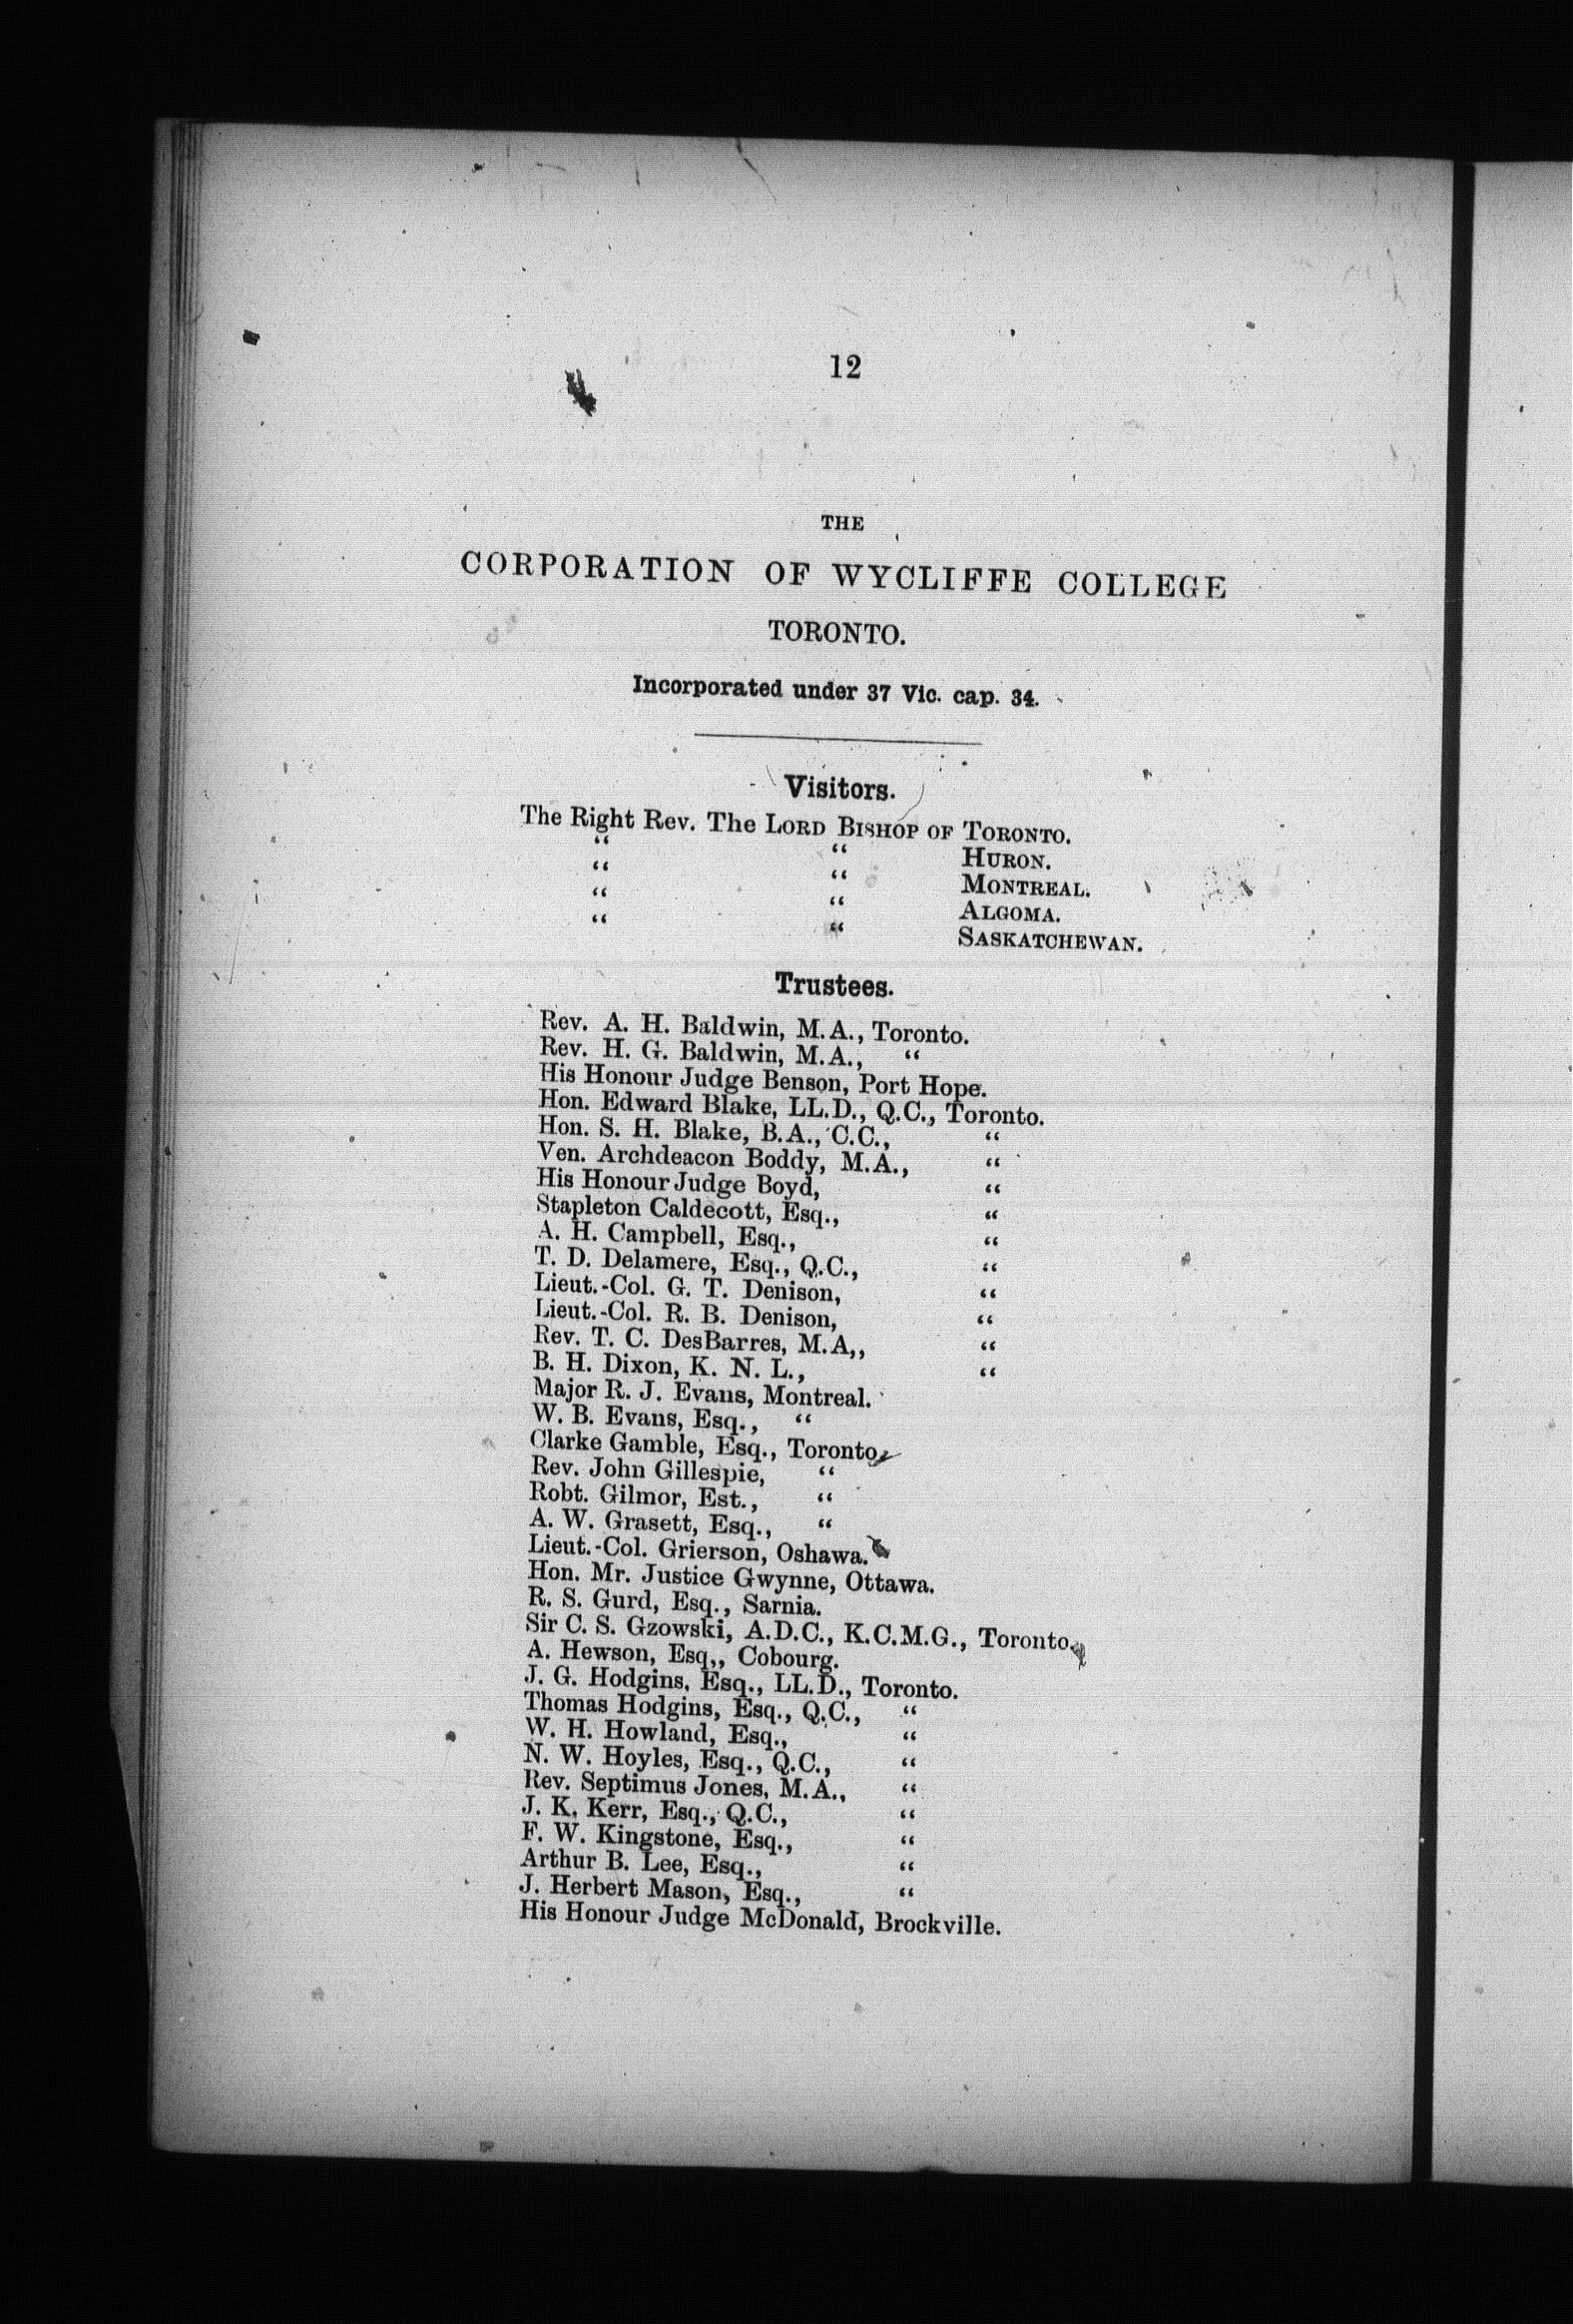 12
THE
CORPORATION OF WYCLIFFE COLLEGE
TORONTO.
Incorporated under 37 Vic. cap. 34.
Visitors.
The Right Rev. The LORD BISHOP OF TORONTO.
“ “ HURON.
“ “ MONTREAL.
“ “ ALGOMA.
“ “ SASKATCHEWAN.
Trustees.
Rev. A. H. Baldwin, M.A., Toronto.
Rev. H. G. Baldwin, M.A., “
His Honour Judge Benson, Port Hope.
Hon. Edward Blake, LL.D., Q.C., Toronto.
Hon. S. H. Blake, B.A., C.C., “
Ven. Archdeacon Boddy, M.A., “
His Honour Judge Boyd, “
Stapleton Caldecott, Esq., “
A. H. Campbell, Esq., “
T. D. Delamere, Esq., Q.C., “
Lieut.-Col. G. T. Denison, “
Lieut.-Col. R. B. Denison, “
Rev. T. C. DesBarres, M.A,, “
B. H. Dixon, K. N. L., “
Major R. J. Evans, Montreal.
W. B. Evans, Esq., “
Clarke Gamble, Esq., Toronto.
Rev. John Gillespie, “
Robt. Gilmor, Est., “
A. W. Grasett, Esq., “
Lieut.-Col. Grierson, Oshawa.
Hon. Mr. Justice Gwynne, Ottawa.
R. S. Gurd, Esq., Sarnia.
Sir C. S. Gzowski, A.D.C., K.C.M.G., Toronto.
A. Hewson, Esq,, Cobourg.
J. G. Hodgins, Esq., LL.D., Toronto.
Thomas Hodgins, Esq., Q.C., “
W. H. Howland, Esq., “
N. W. Hoyles, Esq., Q.C., “
Rev. Septimus Jones, M.A., “
J. K. Kerr, Esq., Q.C., “
F. W. Kingstone, Esq., “
Arthur B. Lee, Esq., “
J. Herbert Mason, Esq., “
His Honour Judge McDonald, Brockville.